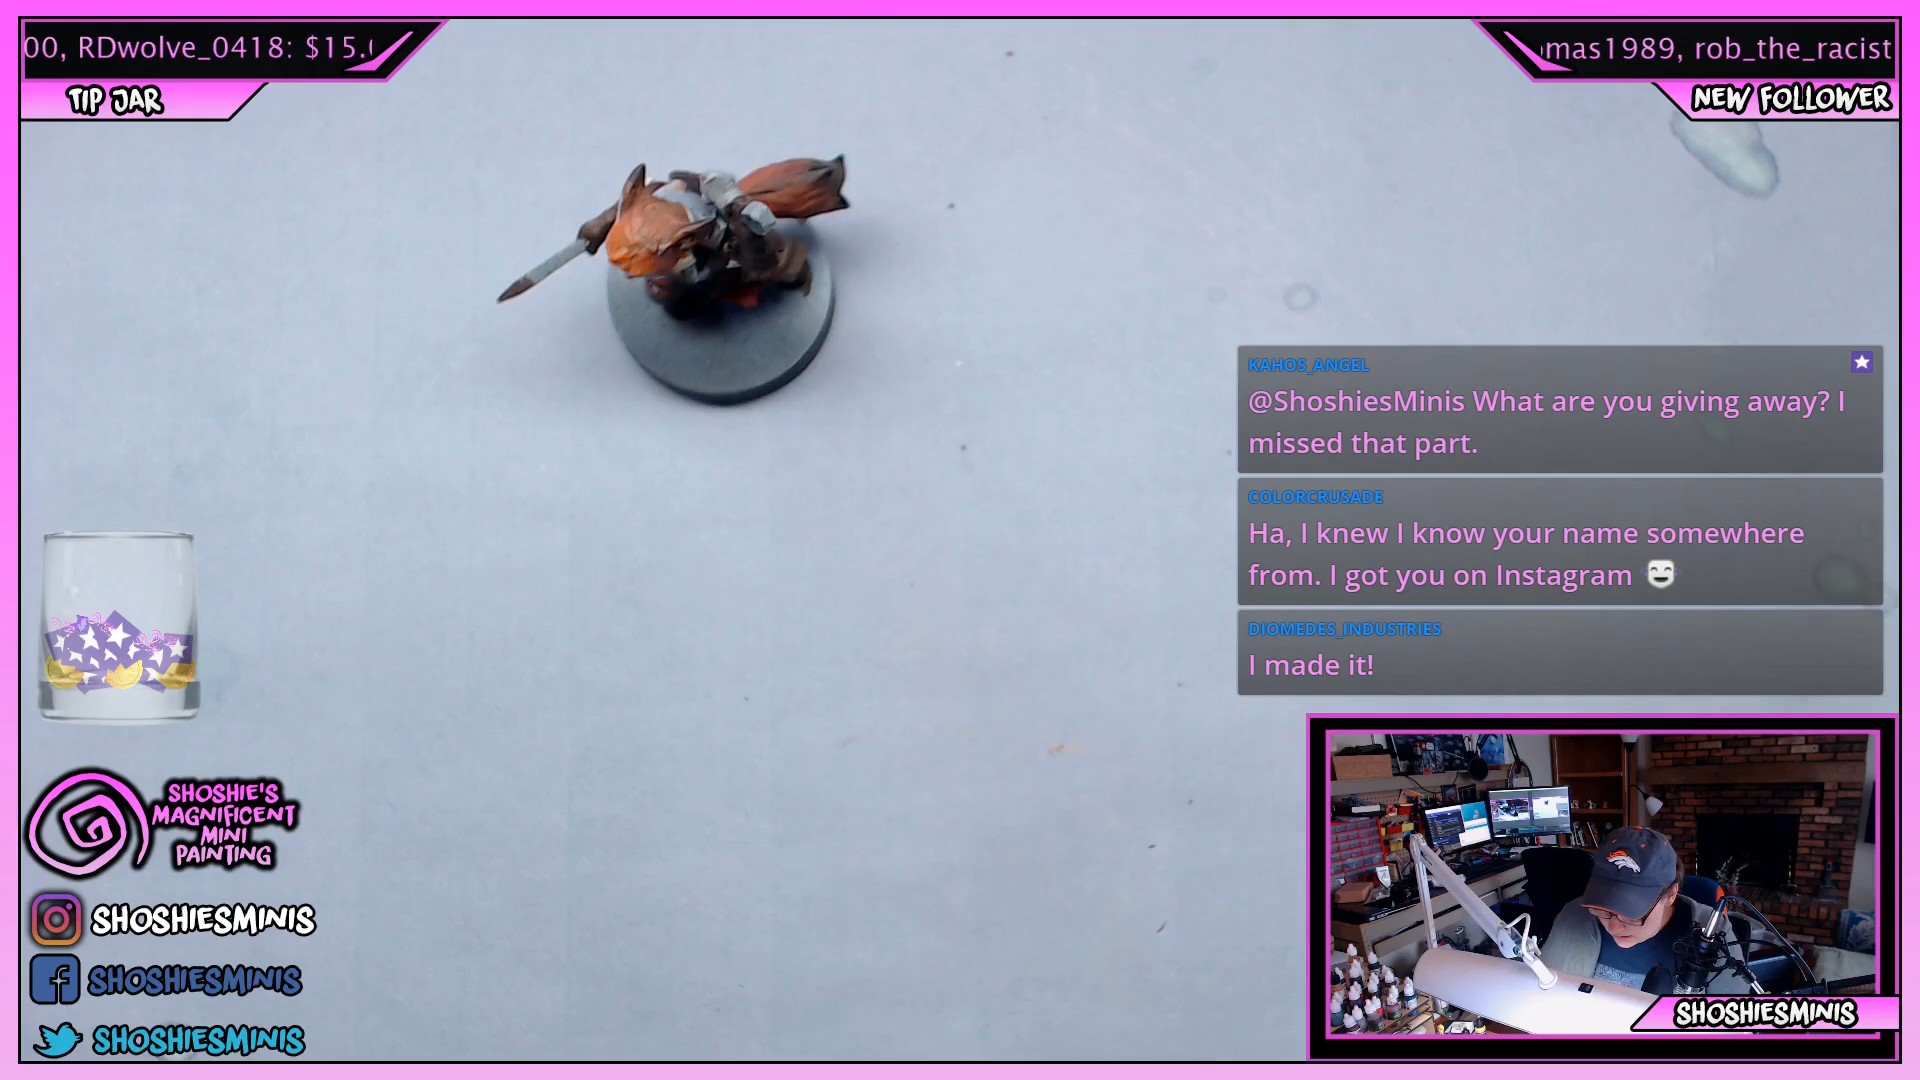 00, RDwolve_0418: $15.
TIP JAR
mas1989, rob_the_racist
NEW FOLLOWER
KAHOS_ANGEL
@ShoshiesMinis What are you giving away? I
missed that part.
COLORCRUSADE
Ha, I knew I know your name somewhere
from. I got you on Instagram
DIOMEDES_INDUSTRIES
I made it!
SHOSHIE'S
MAGNIFICENT
MINI
PAINTING
SHOSHIESMINIS
SHOSHIESMINIS
SHOSHIESMINIS
SHOSHIESMINIS